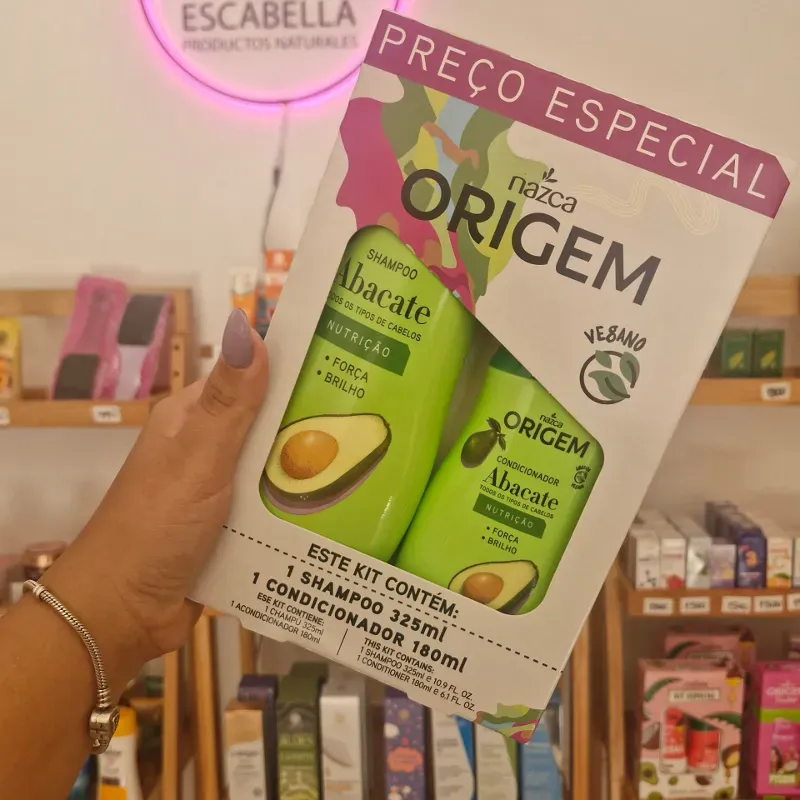 ESCABELLA
PRODUCTOS NATURALES
PREÇO ESPECIAL
nazca
ORIGEM
VEGANO
SHAMPOO
Abacate
TODOS OS TIPOS DE CABELOS
NUTRIÇÃO
• FORÇA
• BRILHO
nazca
ORIGEM
CONDICIONADOR
Abacate
TODOS OS TIPOS DE CABELOS
NUTRIÇÃO
• FORÇA
• BRILHO
ESTE KIT CONTÉM:
1 SHAMPOO 325ml
1 CONDICIONADOR 180ml
ESE KIT CONTIENE:
1 CHAMPÚ 325ml
1 ACONDICIONADOR 180ml
THIS KIT CONTAINS:
1 SHAMPOO 325ml e 10.9 FL. OZ.
1 CONDITIONER 180ml e 6.1 FL. OZ.
KIT ESPECIAL